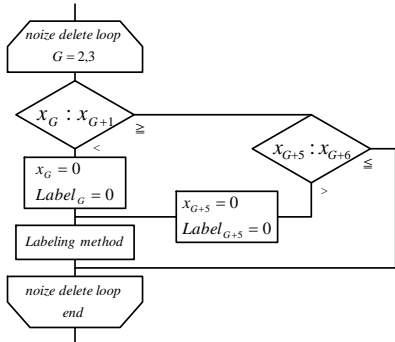 noize delete loop
G = 2,3
x_G : x_{G+1}
≧
<
x_G = 0
Label_G = 0
x_{G+5} : x_{G+6}
≦
>
x_{G+5} = 0
Label_{G+5} = 0
Labeling method
noize delete loop
end